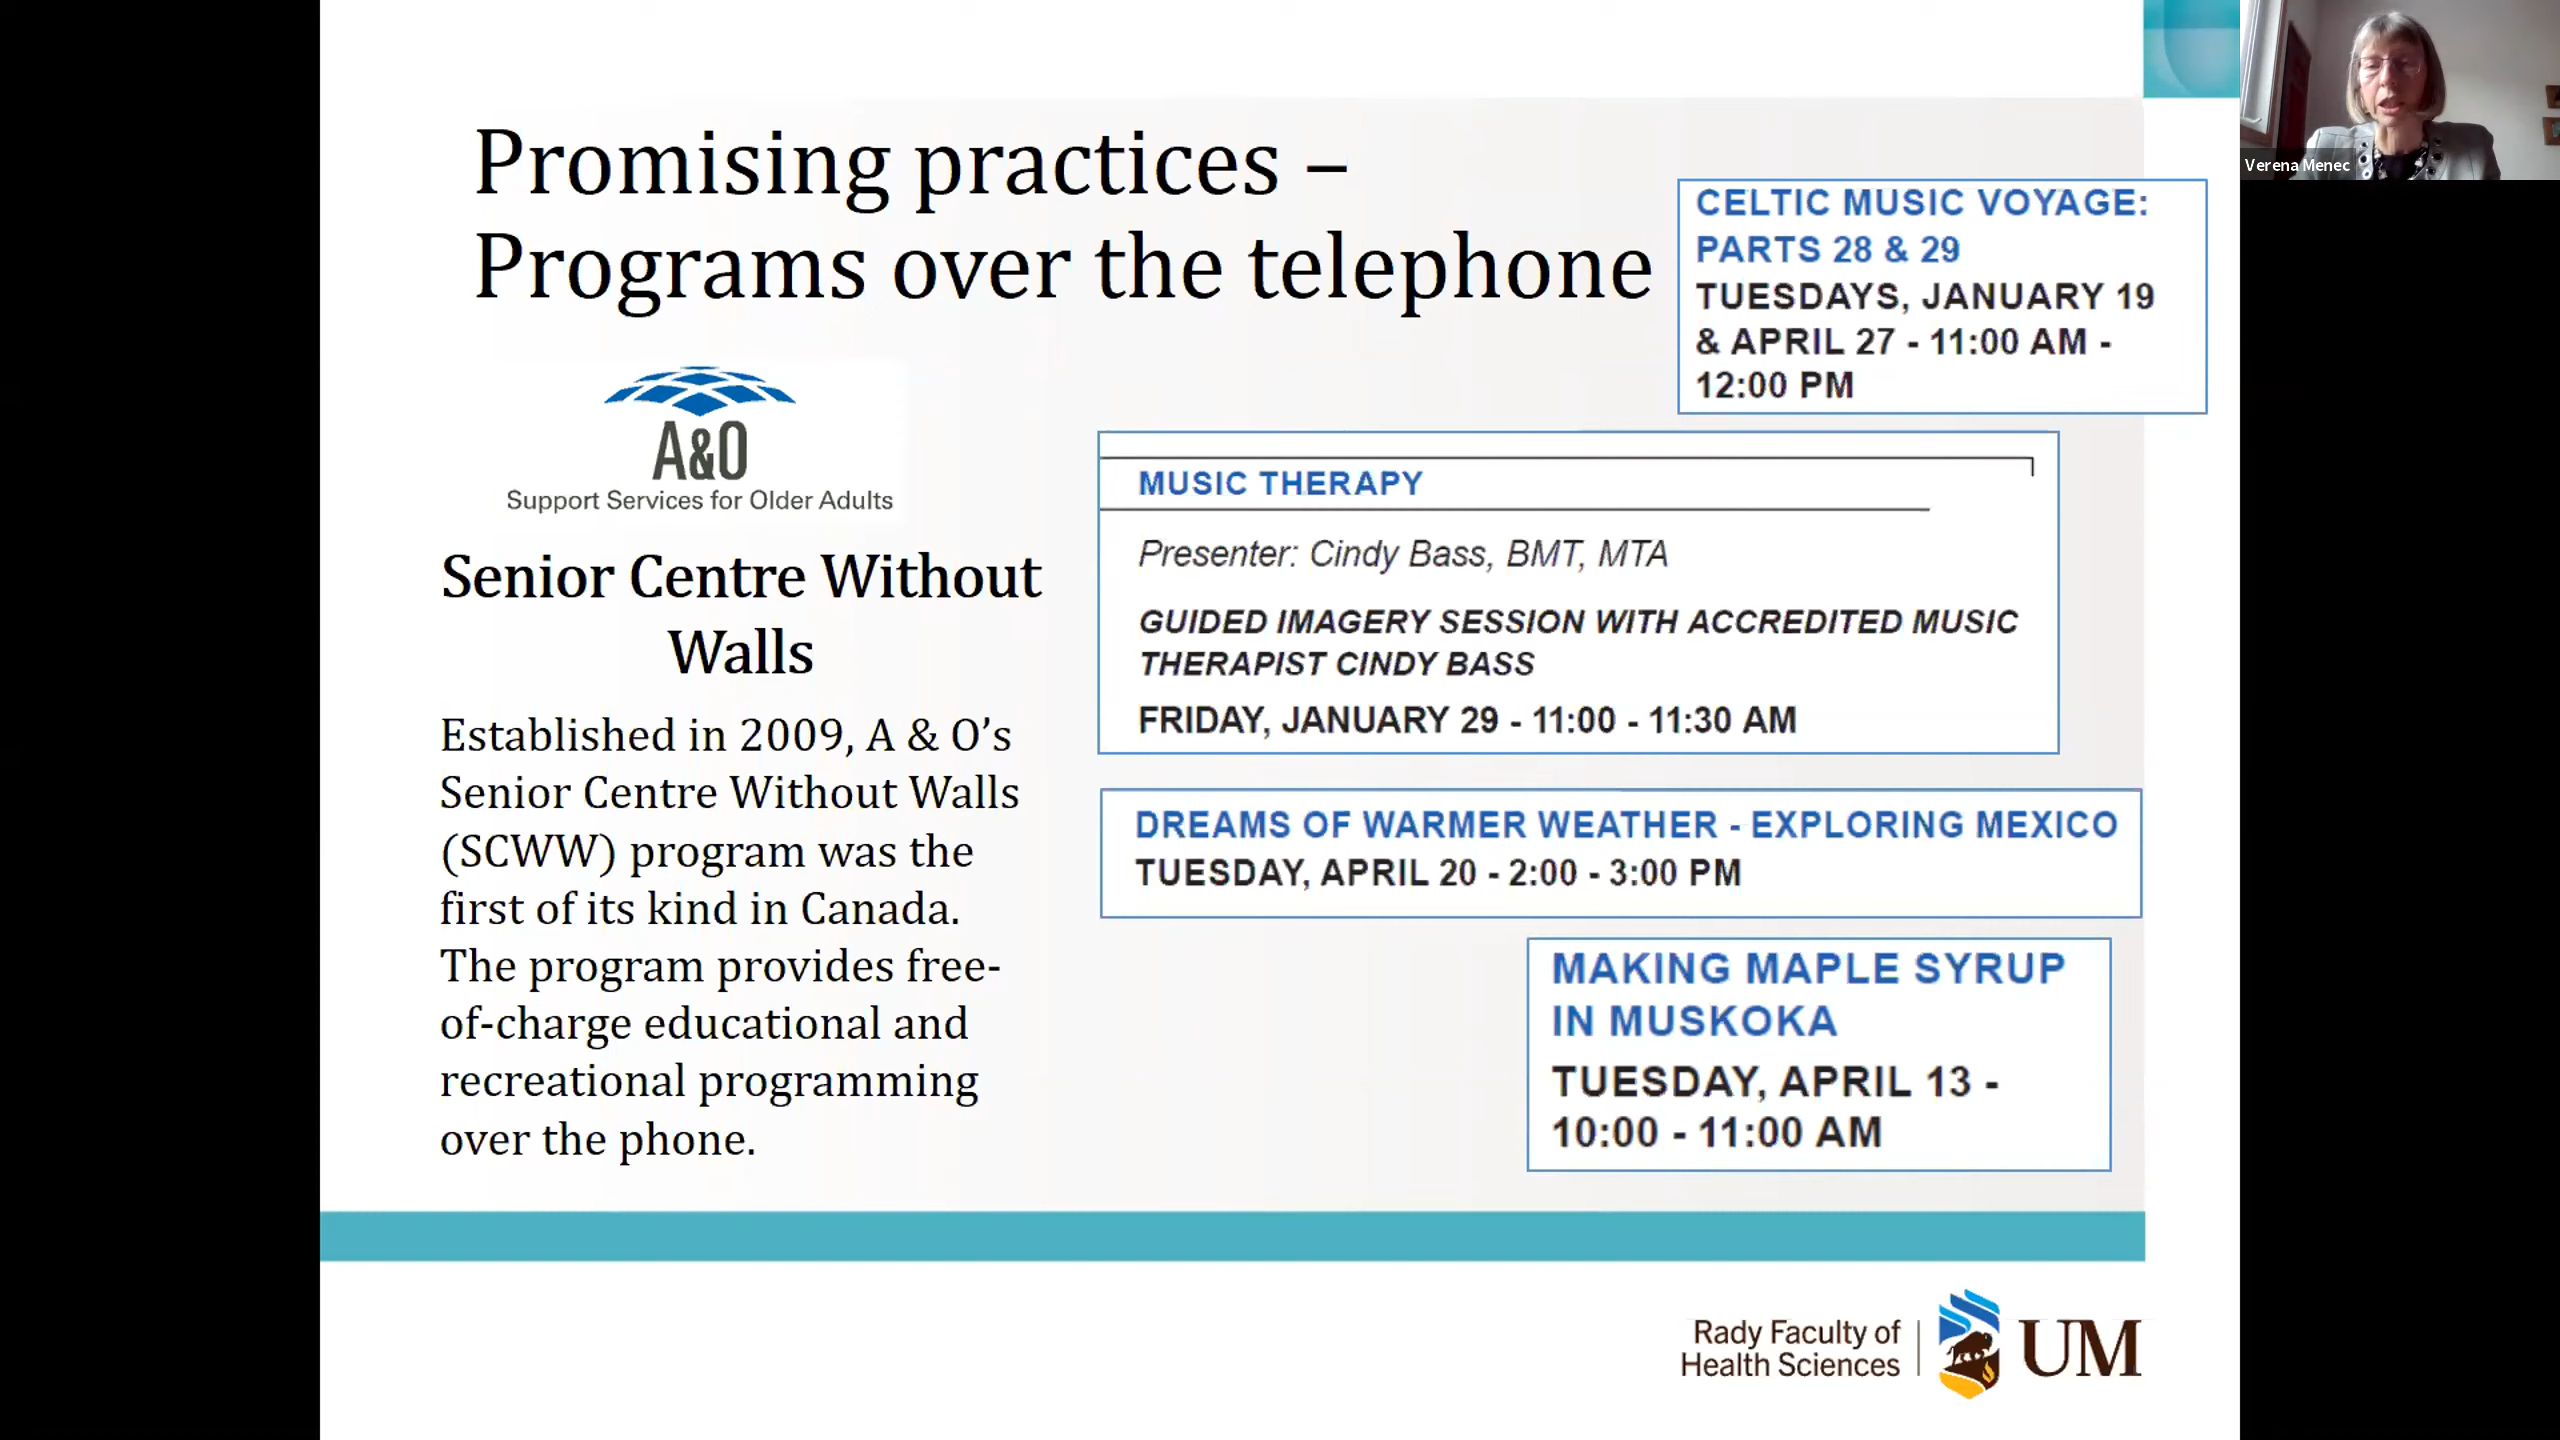 Promising practices –
Programs over the telephone
A&O
Support Services for Older Adults
Senior Centre Without
Walls
Established in 2009, A & O’s
Senior Centre Without Walls
(SCWW) program was the
first of its kind in Canada.
The program provides free-
of-charge educational and
recreational programming
over the phone.
CELTIC MUSIC VOYAGE:
PARTS 28 & 29
TUESDAYS, JANUARY 19
& APRIL 27 - 11:00 AM -
12:00 PM
MUSIC THERAPY
Presenter: Cindy Bass, BMT, MTA
GUIDED IMAGERY SESSION WITH ACCREDITED MUSIC
THERAPIST CINDY BASS
FRIDAY, JANUARY 29 - 11:00 - 11:30 AM
DREAMS OF WARMER WEATHER - EXPLORING MEXICO
TUESDAY, APRIL 20 - 2:00 - 3:00 PM
MAKING MAPLE SYRUP
IN MUSKOKA
TUESDAY, APRIL 13 -
10:00 - 11:00 AM
Rady Faculty of
Health Sciences
UM
Verena Menec